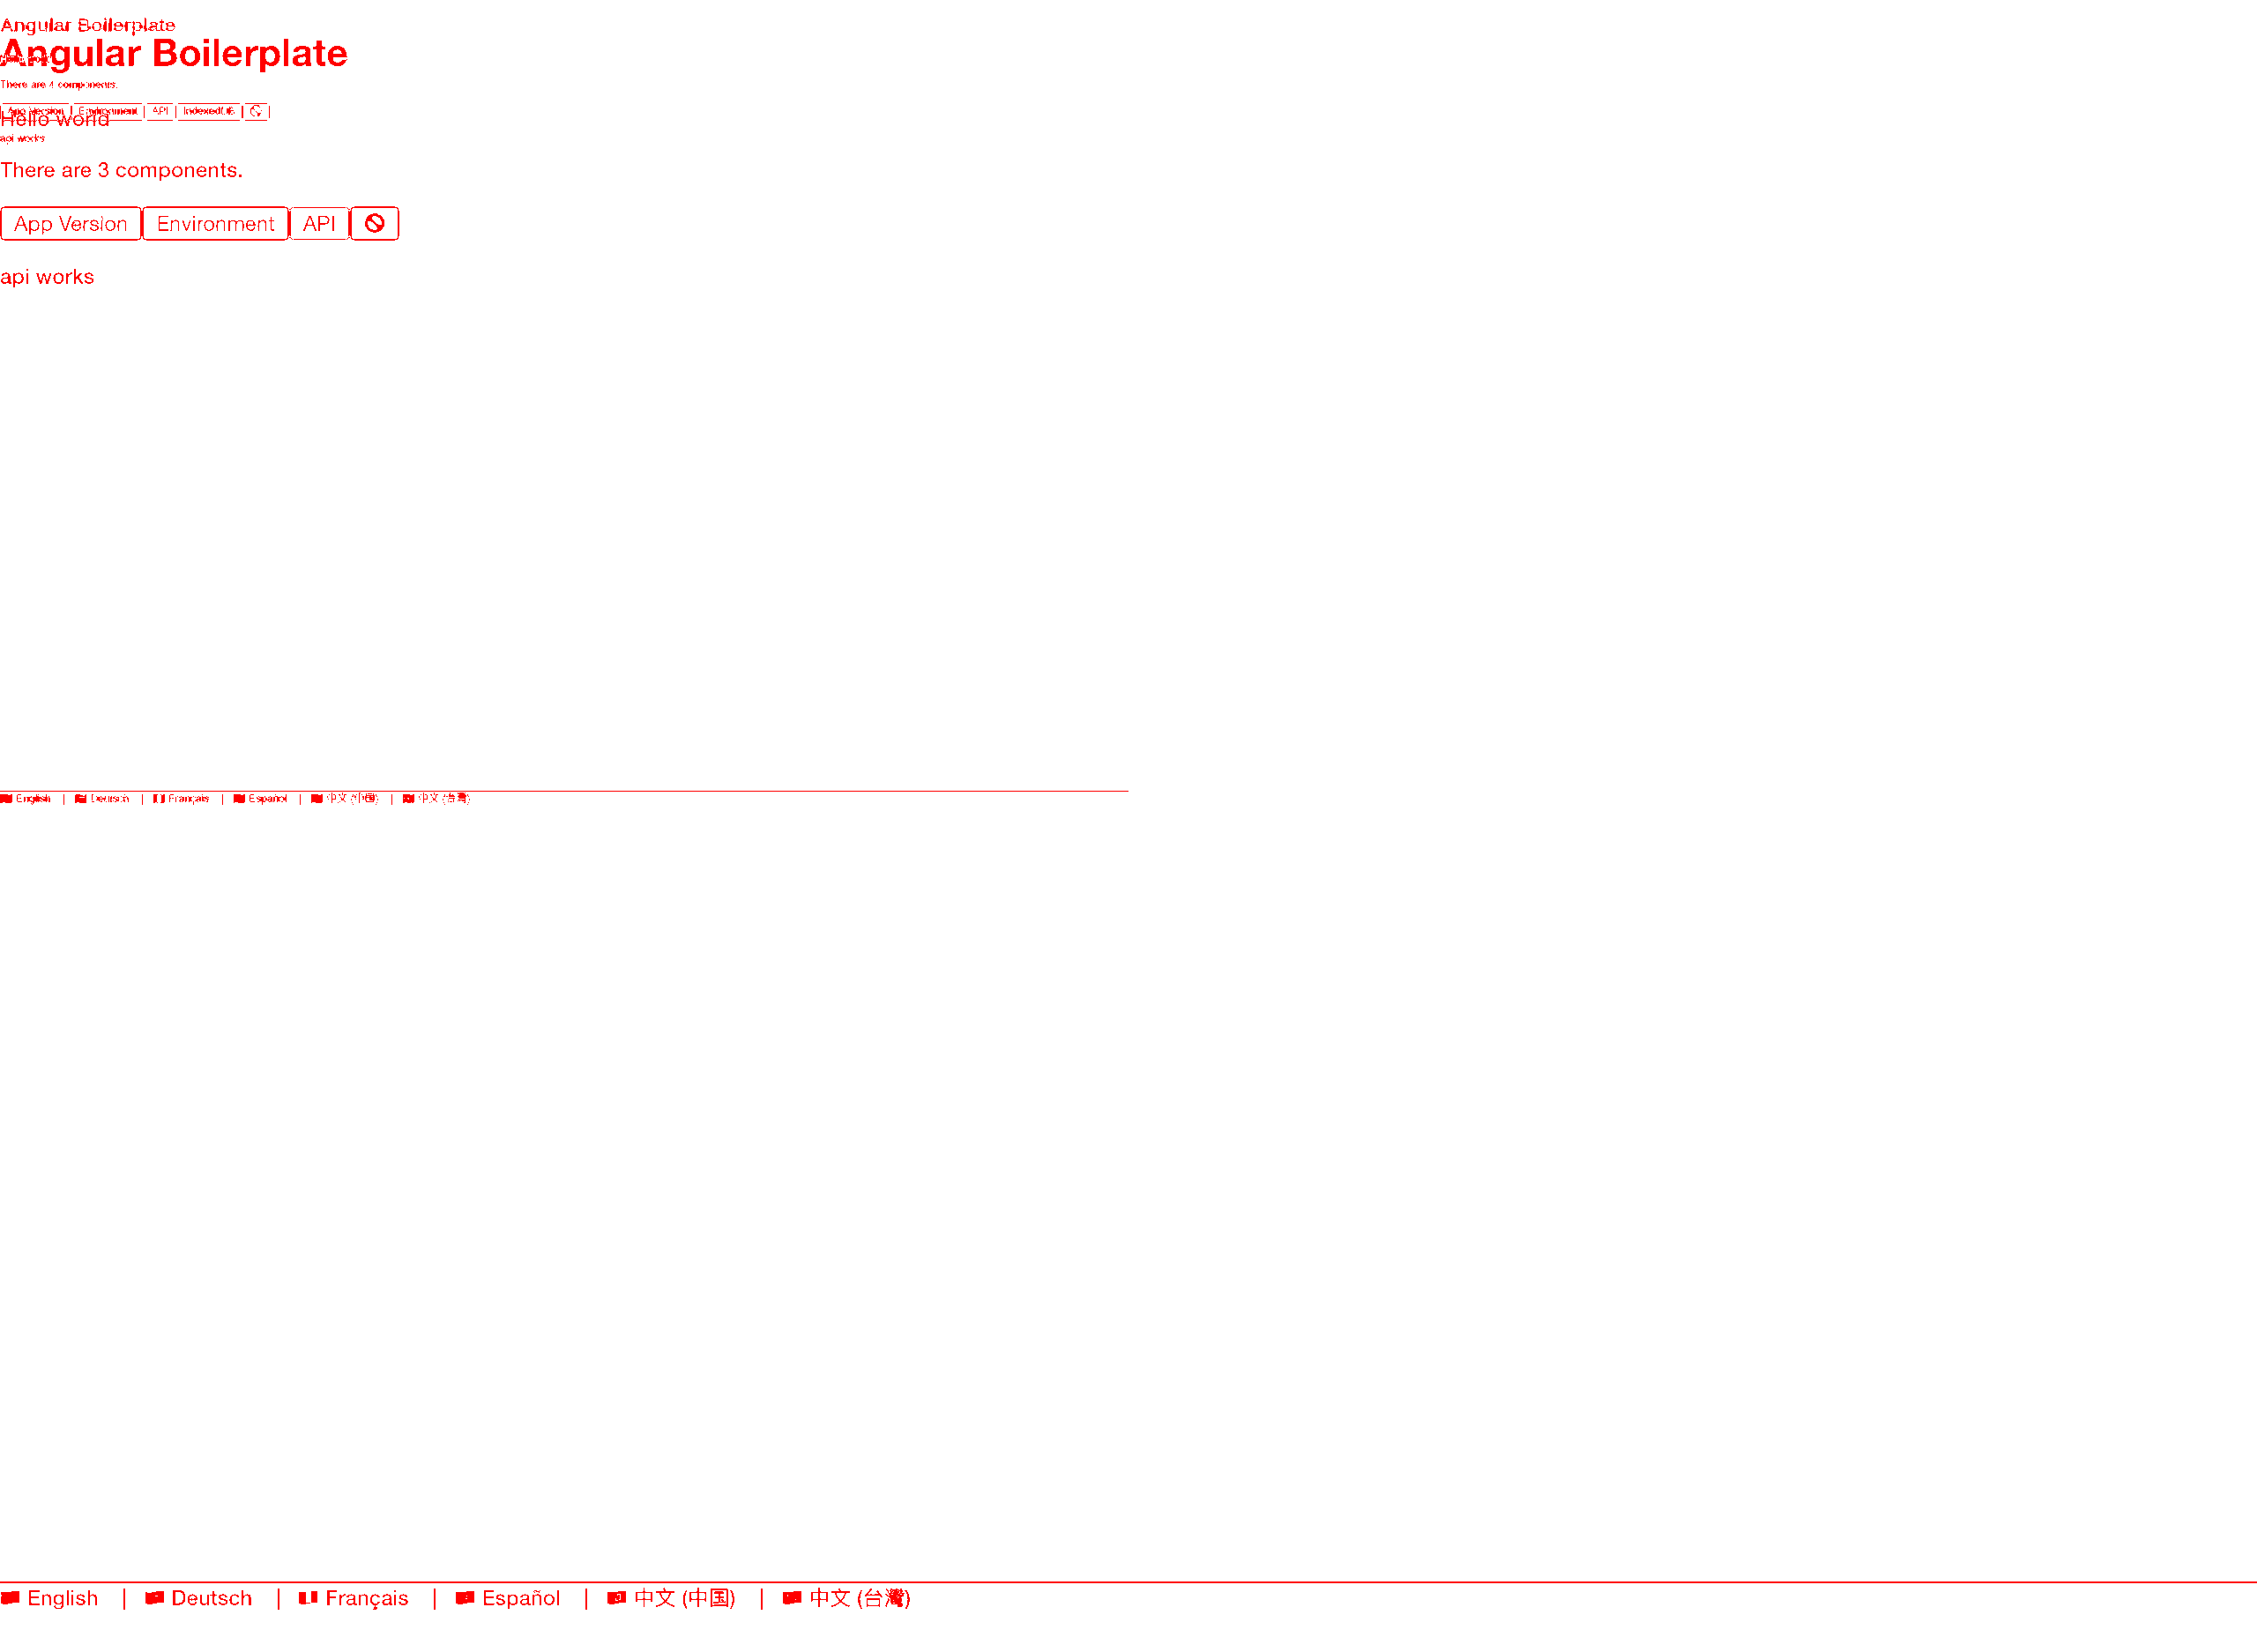 Angular Boilerplate
Angular Boilerplate
There are 4 components.
App Version Environment API IndexedDB
Hello world
api works
There are 3 components.
App Version Environment API
api works
English | Deutsch | Français | Español | 中文 (中国) | 中文 (台灣)
English | Deutsch | Français | Español | 中文 (中国) | 中文 (台灣)